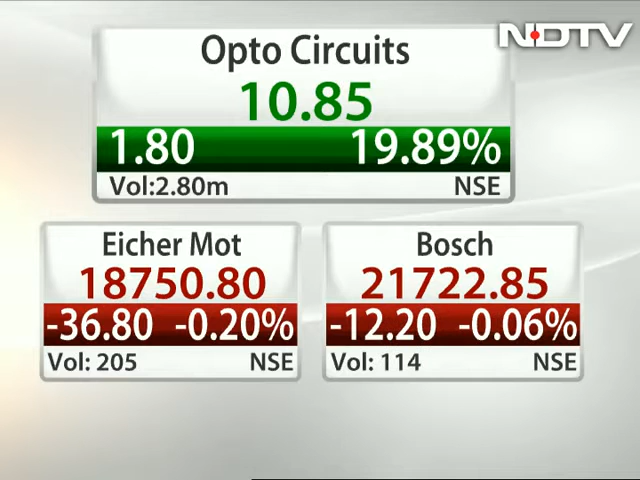 NDTV
Opto Circuits
10.85
1.80 19.89%
Vol:2.80m NSE
Eicher Mot
18750.80
-36.80 -0.20%
Vol: 205 NSE
Bosch
21722.85
-12.20 -0.06%
Vol: 114 NSE